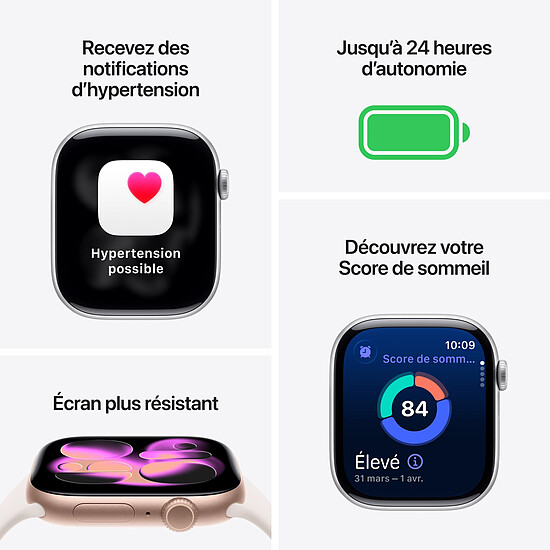 Recevez des
notifications
d’hypertension
Hypertension
possible
Jusqu’à 24 heures
d’autonomie
Découvrez votre
Score de sommeil
10:09
Score de somm...
84
Élevé
31 mars – 1 avr.
Écran plus résistant